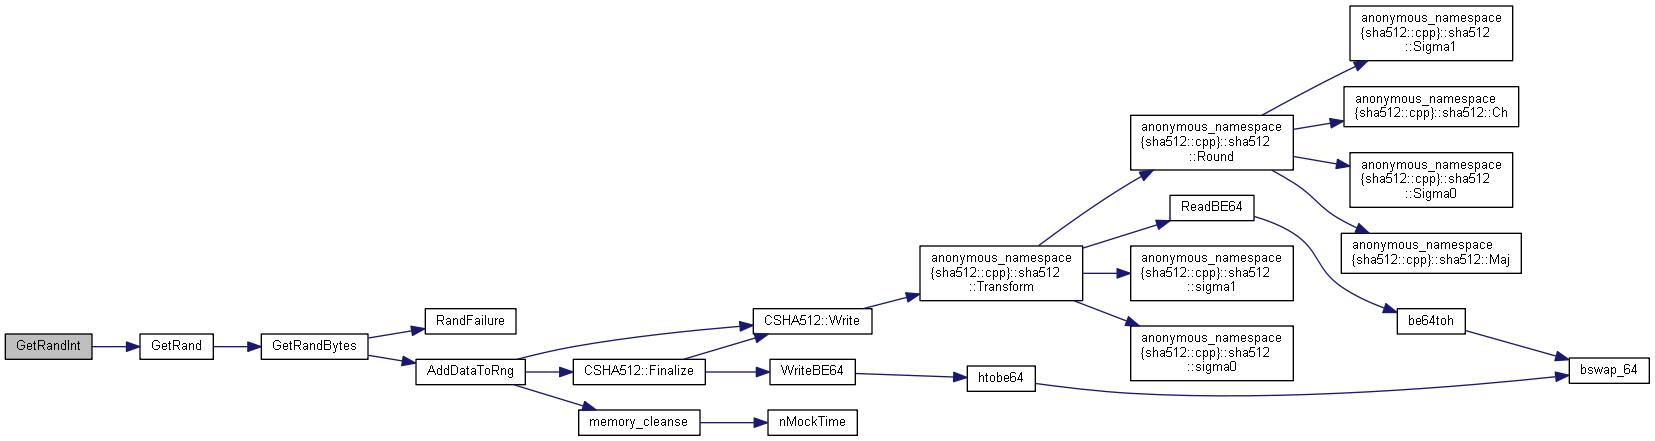 GetRandInt
GetRand
GetRandBytes
RandFailure
AddDataToRng
CSHA512::Write
CSHA512::Finalize
memory_cleanse
WriteBE64
nMockTime
anonymous_namespace
{sha512::cpp}::sha512
::Transform
htobe64
anonymous_namespace
{sha512::cpp}::sha512
::Round
ReadBE64
anonymous_namespace
{sha512::cpp}::sha512
::sigma1
anonymous_namespace
{sha512::cpp}::sha512
::sigma0
anonymous_namespace
{sha512::cpp}::sha512
::Sigma1
anonymous_namespace
{sha512::cpp}::sha512::Ch
anonymous_namespace
{sha512::cpp}::sha512
::Sigma0
anonymous_namespace
{sha512::cpp}::sha512::Maj
be64toh
bswap_64